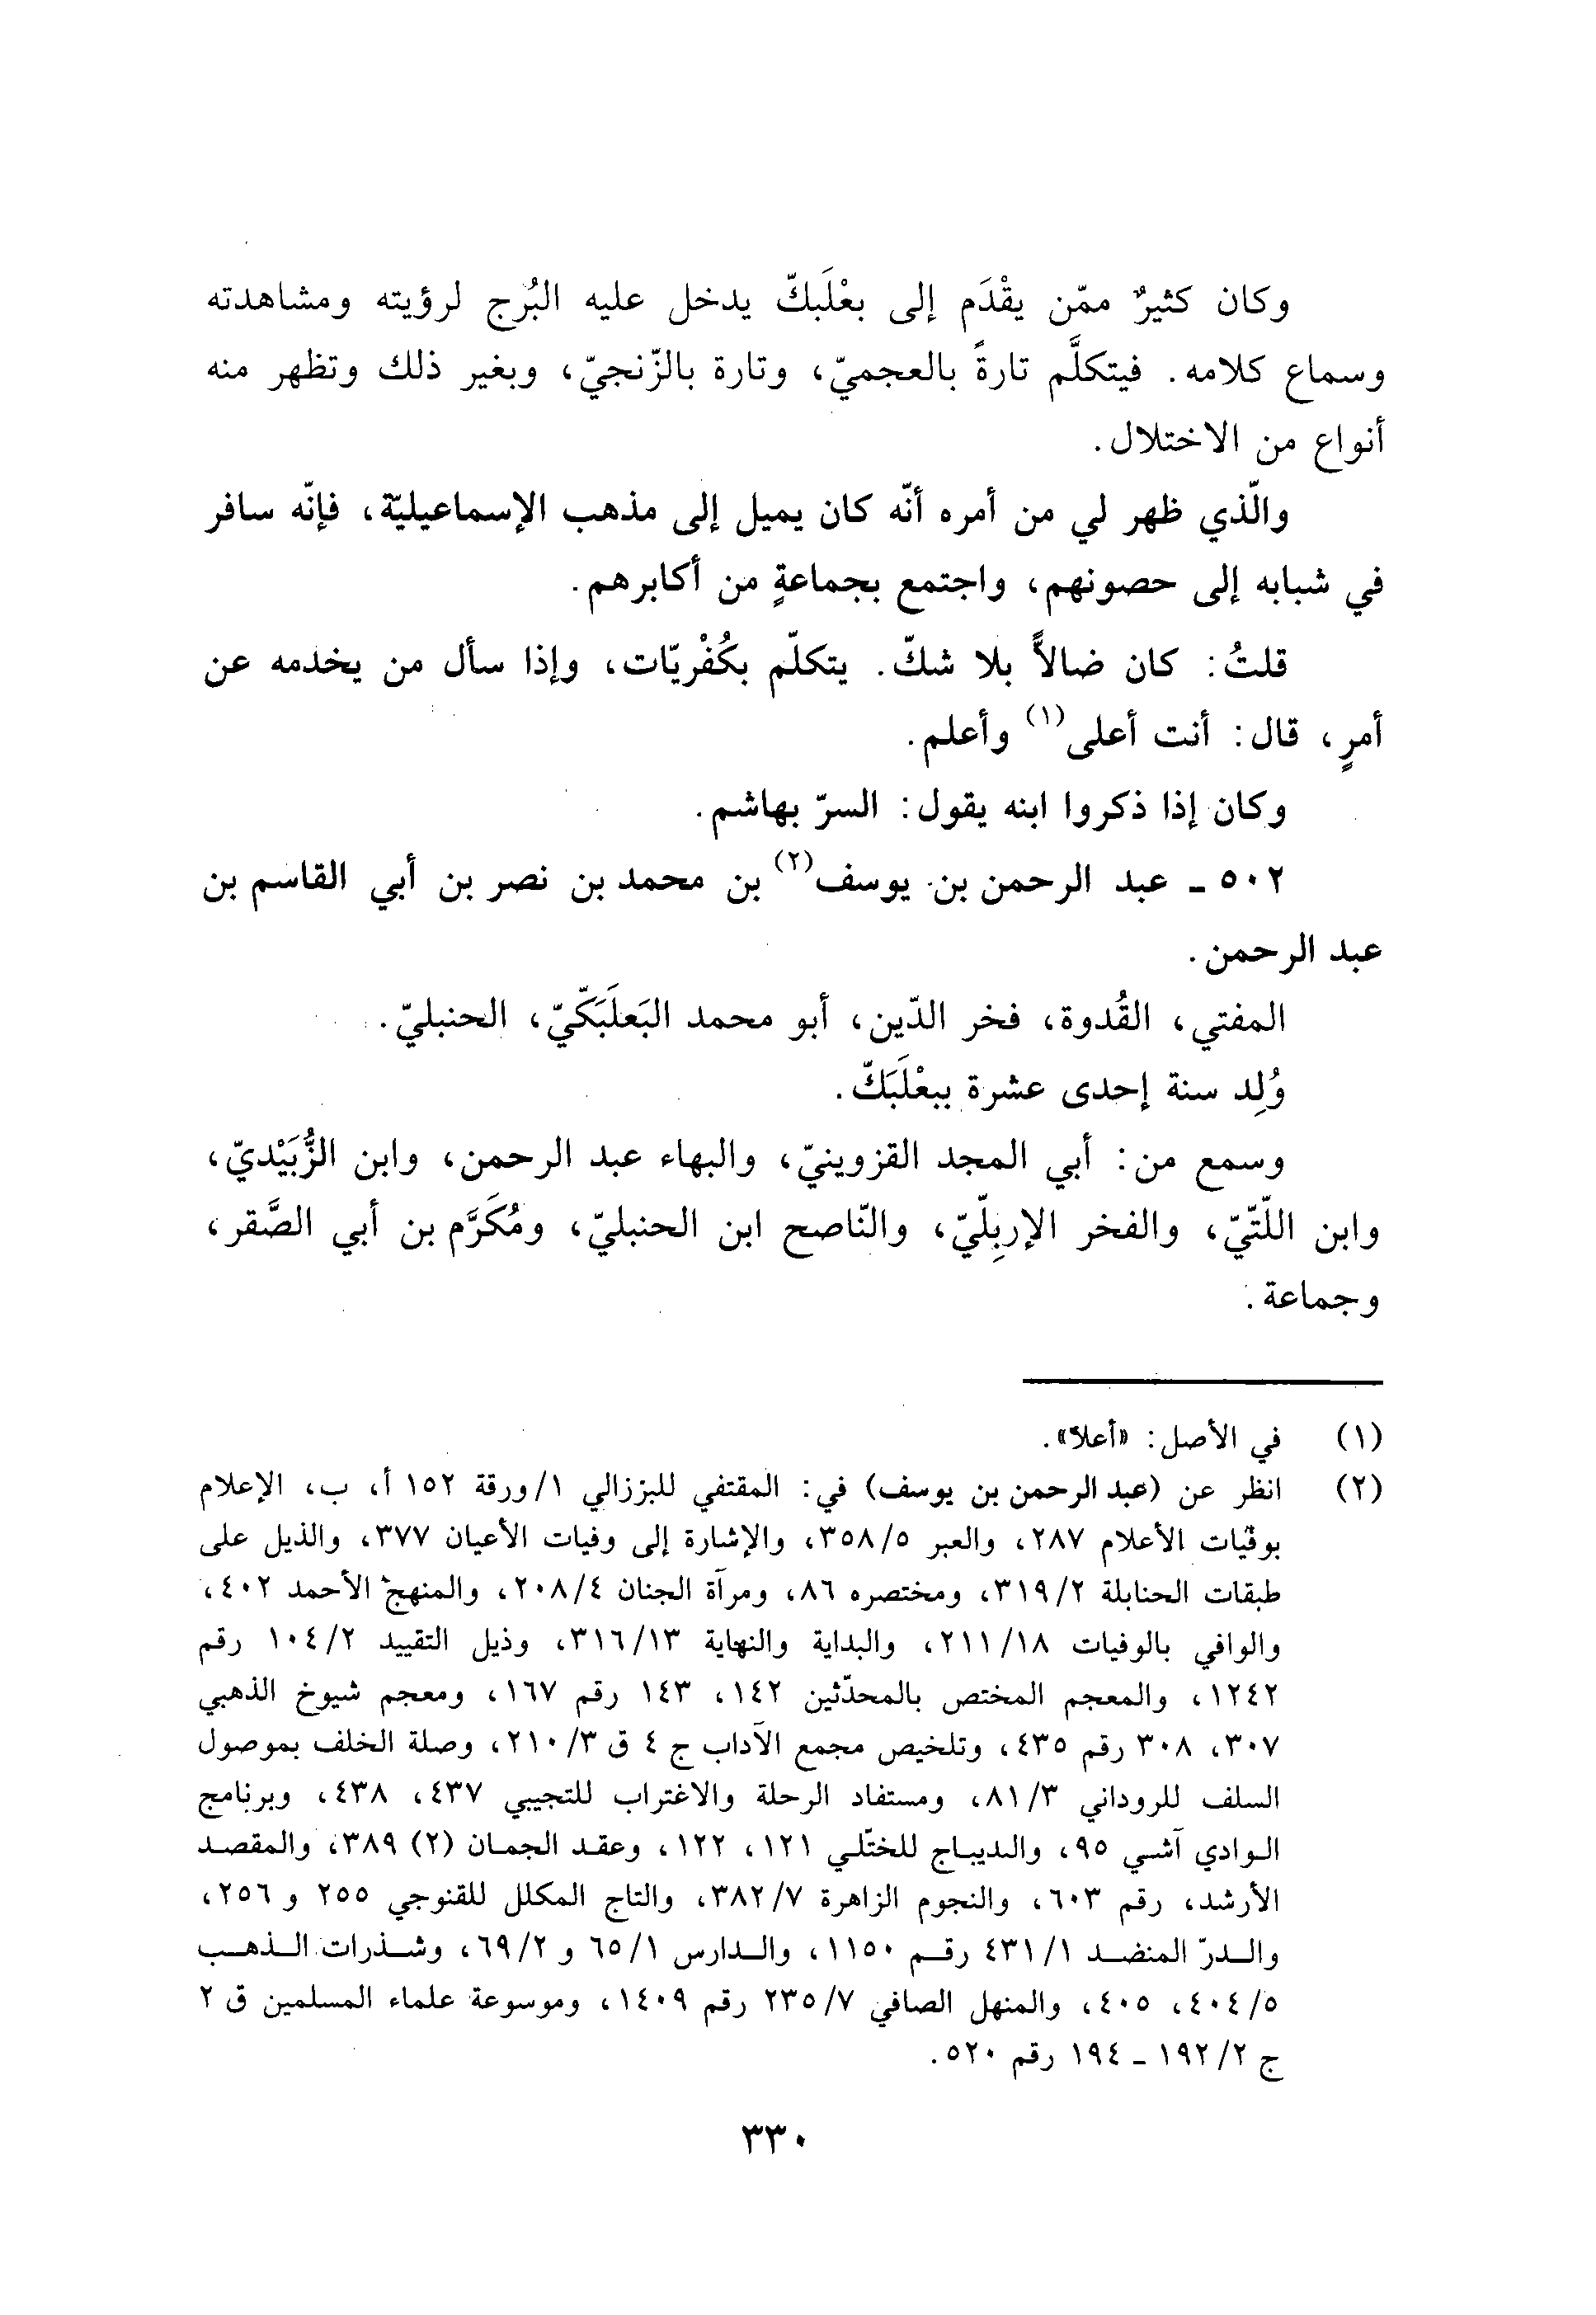 وكان كثيرٌ ممّن يقْدَم إلى بعْلَبكّ يدخل عليه البُرج لرؤيته ومشاهدته
وسماع كلامه. فيتكلَّم تارةً بالعجميّ، وتارة بالزّنجيّ، وبغير ذلك وتظهر منه
أنواع من الاختلال.
والّذي ظهر لي من أمره أنّه كان يميل إلى مذهب الإسماعيليّة، فإنّه سافر
في شبابه إلى حصونهم، واجتمع بجماعةٍ من أكابرهم.
قلتُ: كان ضالاًّ بلا شكّ. يتكلّم بكُفْريّات، وإذا سأل من يخدمه عن
أمرٍ، قال: أنت أعلى(١) وأعلم.
وكان إذا ذكروا ابنه يقول: السرّ بهاشم.
٥٠٢ ـ عبد الرحمن بن يوسف(٢) بن محمد بن نصر بن أبي القاسم بن
عبد الرحمن.
المفتي، القُدوة، فخر الدّين، أبو محمد البَعلَبَكّيّ، الحنبليّ.
وُلِد سنة إحدى عشرة ببعْلَبَكّ.
وسمع من: أبي المجد القزوينيّ، والبهاء عبد الرحمن، وابن الزُّبَيْديّ،
وابن اللّتّيّ، والفخر الإربِلّيّ، والنّاصح ابن الحنبليّ، ومُكَرَّم بن أبي الصَّقر،
وجماعة.
(١) في الأصل: «أعلا».
(٢) انظر عن (عبد الرحمن بن يوسف) في: المقتفي للبرزالي ١/ورقة ١٥٢ أ، ب، الإعلام
بوفيات الأعلام ٢٨٧، والعبر ٣٥٨/٥، والإشارة إلى وفيات الأعيان ٣٧٧، والذيل على
طبقات الحنابلة ٣١٩/٢، ومختصره ٨٦، ومرآة الجنان ٢٠٨/٤، والمنهج الأحمد ٤٠٢،
والوافي بالوفيات ٢١١/١٨، والبداية والنهاية ٣١٦/١٣، وذيل التقييد ١٠٤/٢ رقم
١٢٤٢، والمعجم المختص بالمحدّثين ١٤٢، ١٤٣ رقم ١٦٧، ومعجم شيوخ الذهبي
٣٠٧، ٣٠٨ رقم ٤٣٥، وتلخيص مجمع الآداب ج ٤ ق ٢١٠/٣، وصلة الخلف بموصول
السلف للروداني ٨١/٣، ومستفاد الرحلة والاغتراب للتجيبي ٤٣٧، ٤٣٨، وبرنامج
الوادي آشي ٩٥، والديباج للختّلي ١٢١، ١٢٢، وعقد الجمان (٢) ٣٨٩، والمقصد
الأرشد، رقم ٦٠٣، والنجوم الزاهرة ٣٨٢/٧، والتاج المكلل للقنوجي ٢٥٥ و ٢٥٦،
والدرّ المنضد ٤٣١/١ رقم ١١٥٠، والدارس ٦٥/١ و ٦٩/٢، وشذرات الذهب
٤٠٤/٥، ٤٠٥، والمنهل الصافي ٢٣٥/٧ رقم ١٤٠٩، وموسوعة علماء المسلمين ق ٢
ج ١٩٢/٢ ـ ١٩٤ رقم ٥٢٠.
٣٣٠